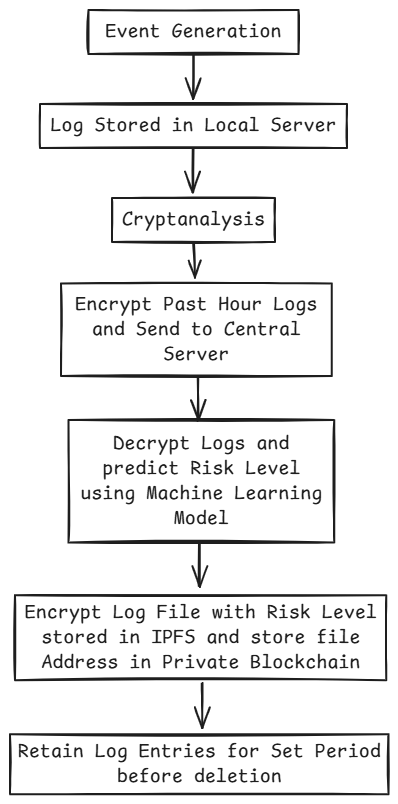 Event Generation
Log Stored in Local Server
Cryptanalysis
Encrypt Past Hour Logs
and Send to Central
Server
Decrypt Logs and
predict Risk Level
using Machine Learning
Model
Encrypt Log File with Risk Level
stored in IPFS and store file
Address in Private Blockchain
Retain Log Entries for Set Period
before deletion